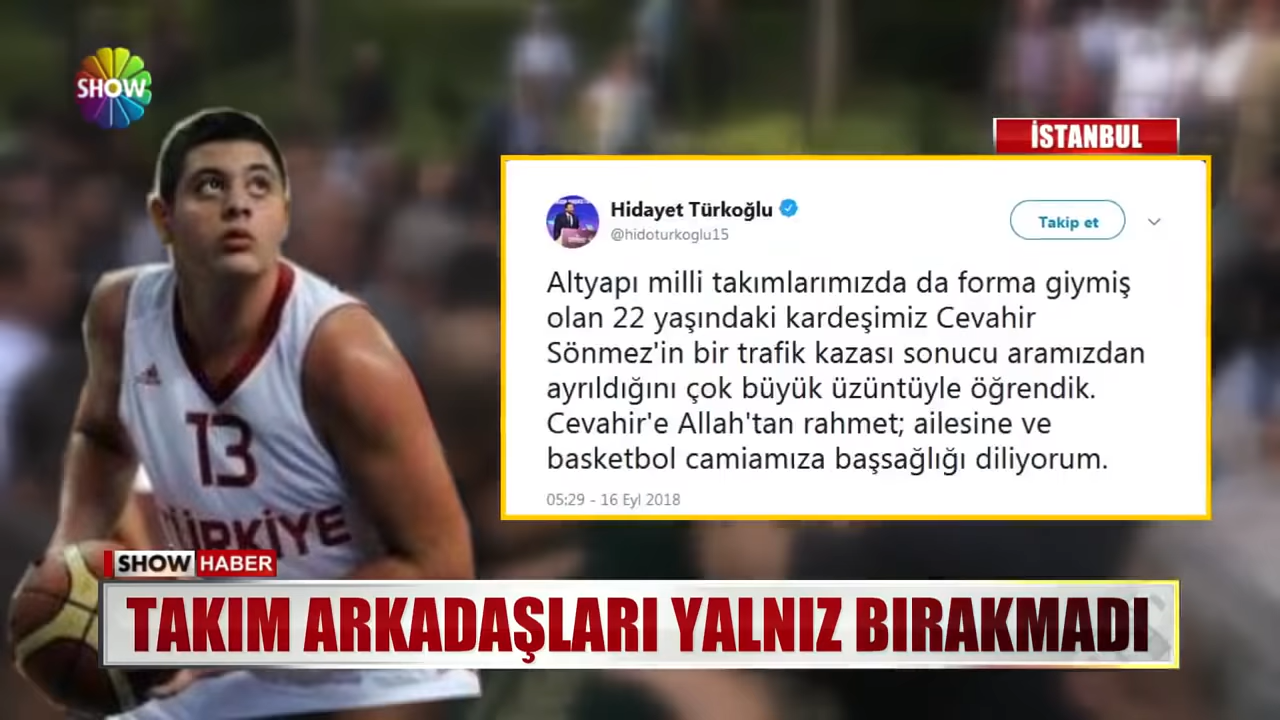 SHOW
İSTANBUL
Hidayet Türkoğlu
@hidoturkoglu15
Takip et
Altyapı milli takımlarımızda da forma giymiş
olan 22 yaşındaki kardeşimiz Cevahir
Sönmez'in bir trafik kazası sonucu aramızdan
ayrıldığını çok büyük üzüntüyle öğrendik.
Cevahir'e Allah'tan rahmet; ailesine ve
basketbol camiamıza başsağlığı diliyorum.
05:29 - 16 Eyl 2018
13
TÜRKİYE
SHOW HABER
TAKIM ARKADAŞLARI YALNIZ BIRAKMADI